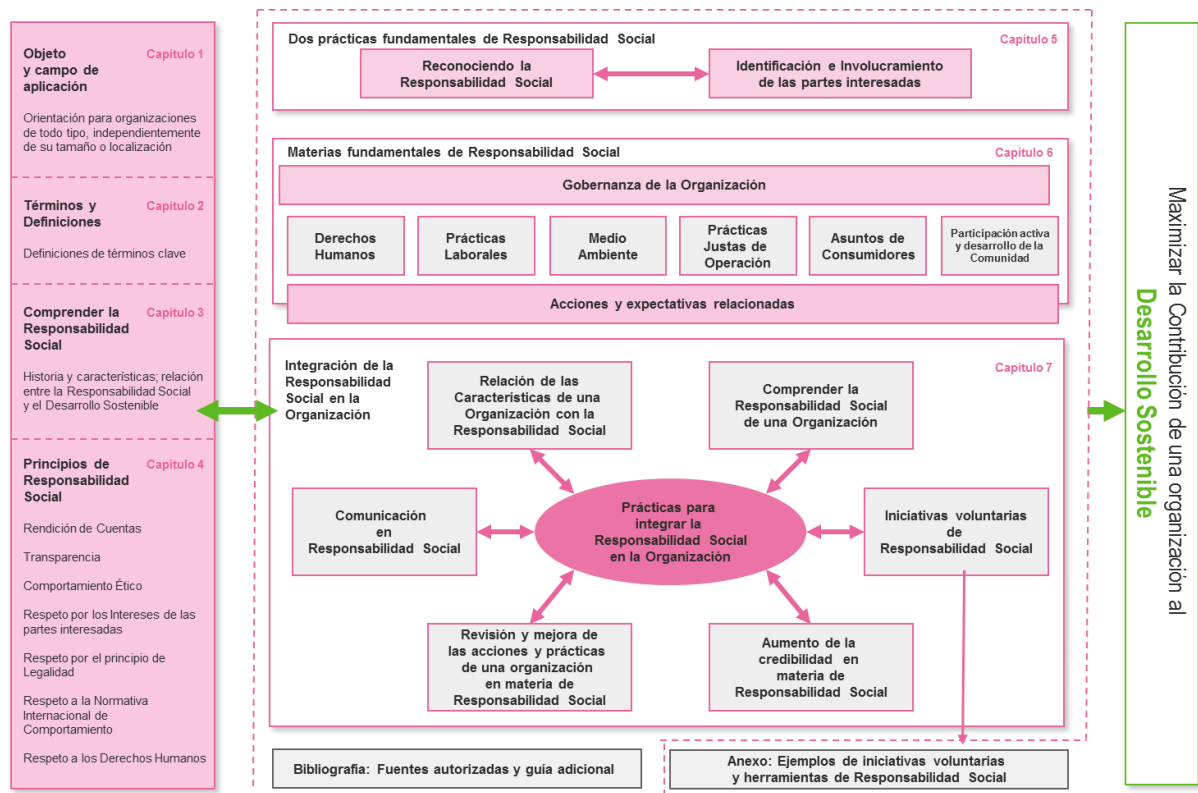 Objeto
y campo de
aplicación
Capitulo 1
Orientación para organizaciones
de todo tipo, independientemente
de su tamaño o localización
Términos y
Definiciones
Capitulo 2
Definiciones de términos clave
Comprender la
Responsabilidad
Social
Capitulo 3
Historia y características; relación
entre la Responsabilidad Social
y el Desarrollo Sostenible
Principios de
Responsabilidad
Social
Capitulo 4
Rendición de Cuentas
Transparencia
Comportamiento Ético
Respeto por los Intereses de las
partes interesadas
Respeto por el principio de
Legalidad
Respeto a la Normativa
Internacional de
Comportamiento
Respeto a los Derechos Humanos
Dos prácticas fundamentales de Responsabilidad Social
Capitulo 5
Reconociendo la
Responsabilidad Social
Identificación e Involucramiento
de las partes interesadas
Materias fundamentales de Responsabilidad Social
Capitulo 6
Gobernanza de la Organización
Derechos
Humanos
Prácticas
Laborales
Medio
Ambiente
Prácticas
Justas de
Operación
Asuntos de
Consumidores
Participación activa
y desarrollo de la
Comunidad
Acciones y expectativas relacionadas
Integración de la
Responsabilidad
Social en la
Organización
Capitulo 7
Relación de las
Características de una
Organización con la
Responsabilidad Social
Comprender la
Responsabilidad Social
de una Organización
Comunicación
en
Responsabilidad Social
Prácticas para
integrar la
Responsabilidad Social
en la Organización
Iniciativas voluntarias
de
Responsabilidad Social
Revisión y mejora de
las acciones y prácticas
de una organización
en materia de
Responsabilidad Social
Aumento de la
credibilidad en
materia de
Responsabilidad Social
Bibliografía: Fuentes autorizadas y guía adicional
Anexo: Ejemplos de iniciativas voluntarias
y herramientas de Responsabilidad Social
Maximizar la Contribución de una organización al
Desarrollo Sostenible